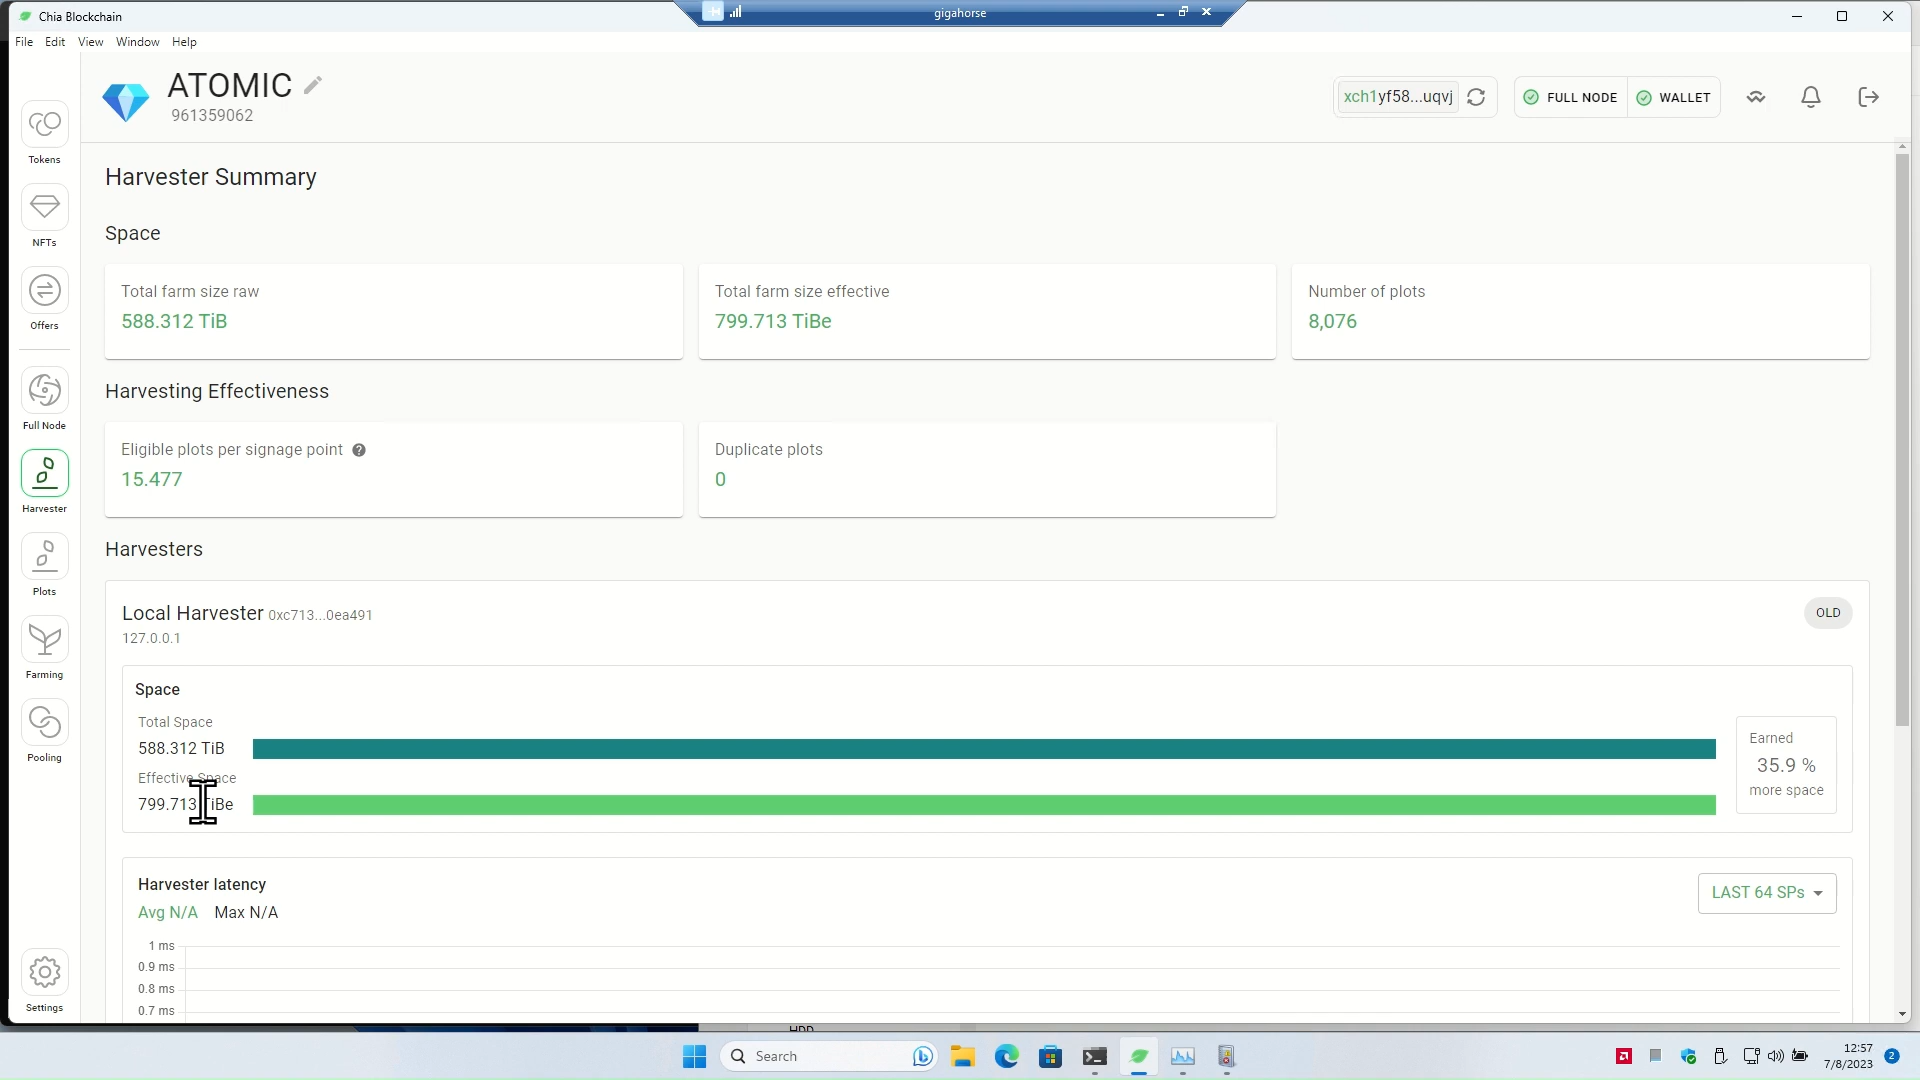 Chia Blockchain
gigahorse
File Edit View Window Help
ATOMIC
961359062
xch1yf58...uqvj
FULL NODE
WALLET
Tokens
NFTs
Offers
Full Node
Harvester
Plots
Farming
Pooling
Settings
Harvester Summary
Space
Total farm size raw
588.312 TiB
Total farm size effective
799.713 TiBe
Number of plots
8,076
Harvesting Effectiveness
Eligible plots per signage point ?
15.477
Duplicate plots
0
Harvesters
Local Harvester 0xc713...0ea491
127.0.0.1
OLD
Space
Total Space
588.312 TiB
Effective Space
799.713 TiBe
Earned
35.9 %
more space
Harvester latency
Avg N/A Max N/A
LAST 64 SPs
1 ms
0.9 ms
0.8 ms
0.7 ms
HDD
Search
12:57
7/8/2023
2